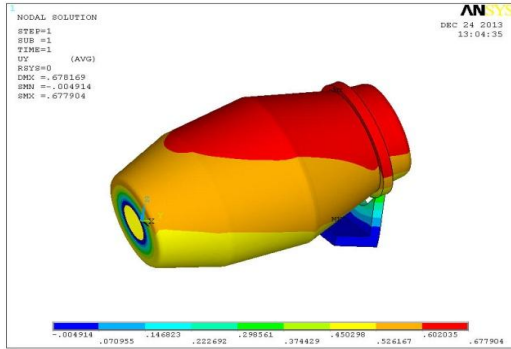 1
NODAL SOLUTION
STEP=1
SUB =1
TIME=1
UY (AVG)
RSYS=0
DMX =.678169
SMN =-.004914
SMX =.677904
ANSYS
DEC 24 2013
13:04:35
-.004914 .146823 .298561 .450298 .602035
.070955 .222692 .374429 .526167 .677904